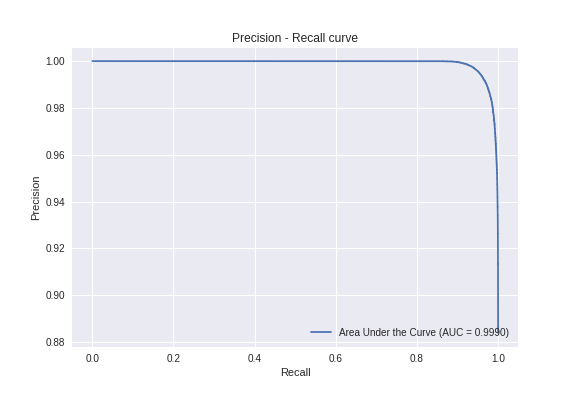 Precision - Recall curve
1.00
0.98
0.96
0.94
0.92
0.90
0.88
Precision
Area Under the Curve (AUC = 0.9990)
0.0 0.2 0.4 0.6 0.8 1.0
Recall